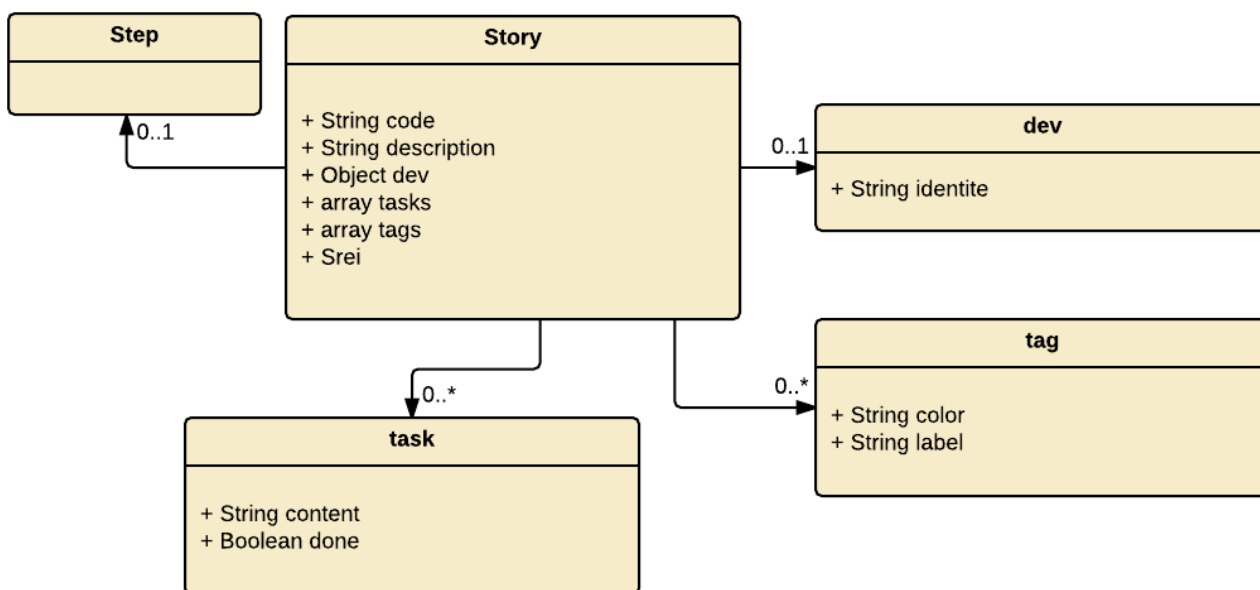 Step
0..1
Story
+ String code
+ String description
+ Object dev
+ array tasks
+ array tags
+ Srei
0..1
dev
+ String identite
0..*
tag
+ String color
+ String label
0..*
task
+ String content
+ Boolean done